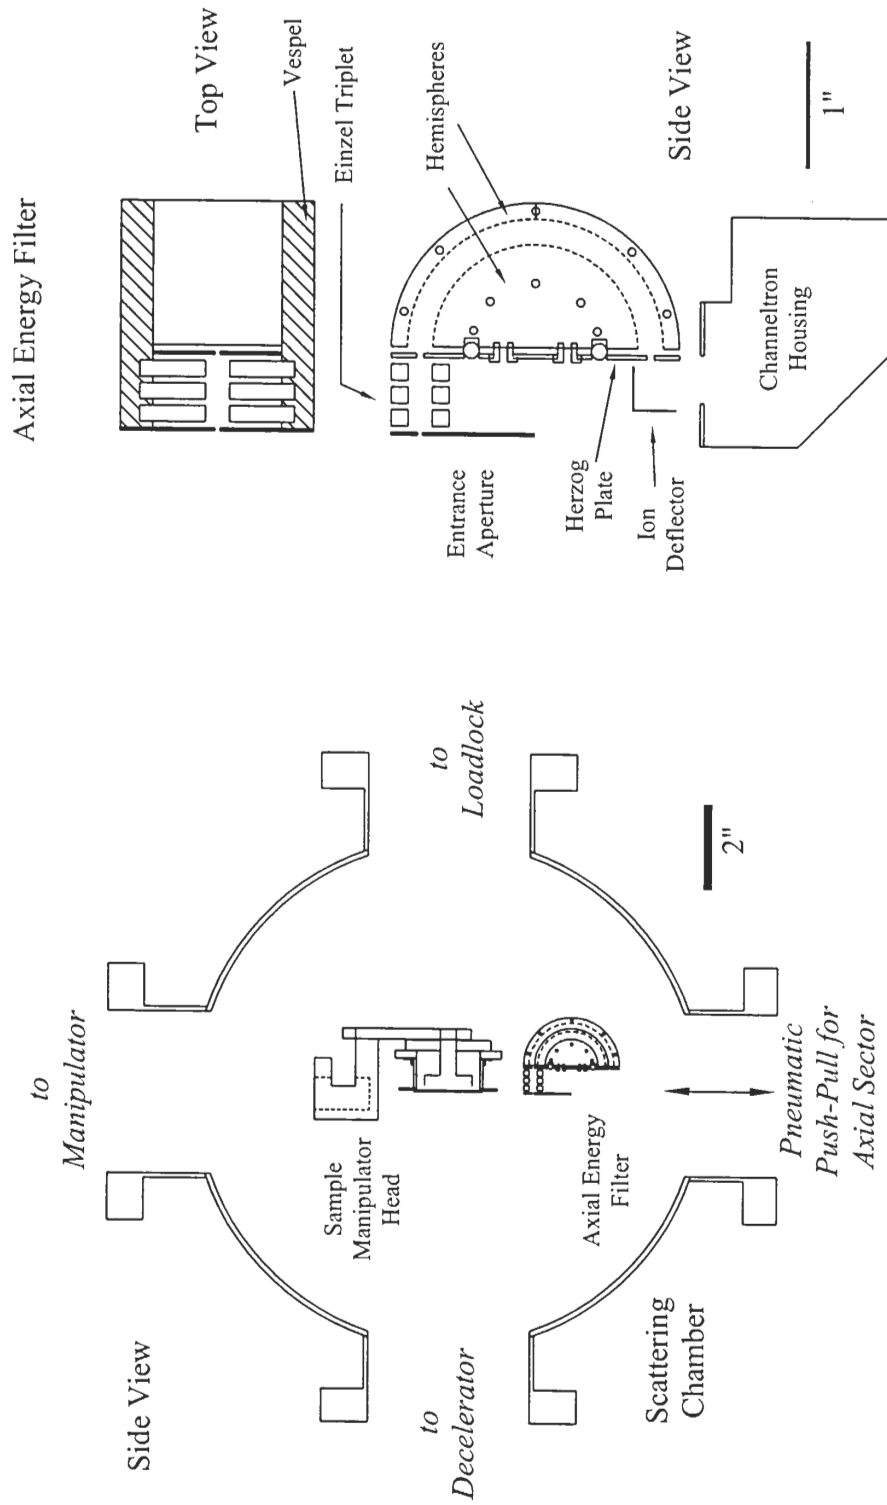 Side View
to
Manipulator
Sample
Manipulator
Head
to
Decelerator
to
Loadlock
Axial Energy
Filter
Scattering
Chamber
2"
Pneumatic
Push-Pull for
Axial Sector
Axial Energy Filter
Top View
Vespel
Einzel Triplet
Entrance
Aperture
Hemispheres
Herzog
Plate
Ion
Deflector
Side View
Channeltron
Housing
1"